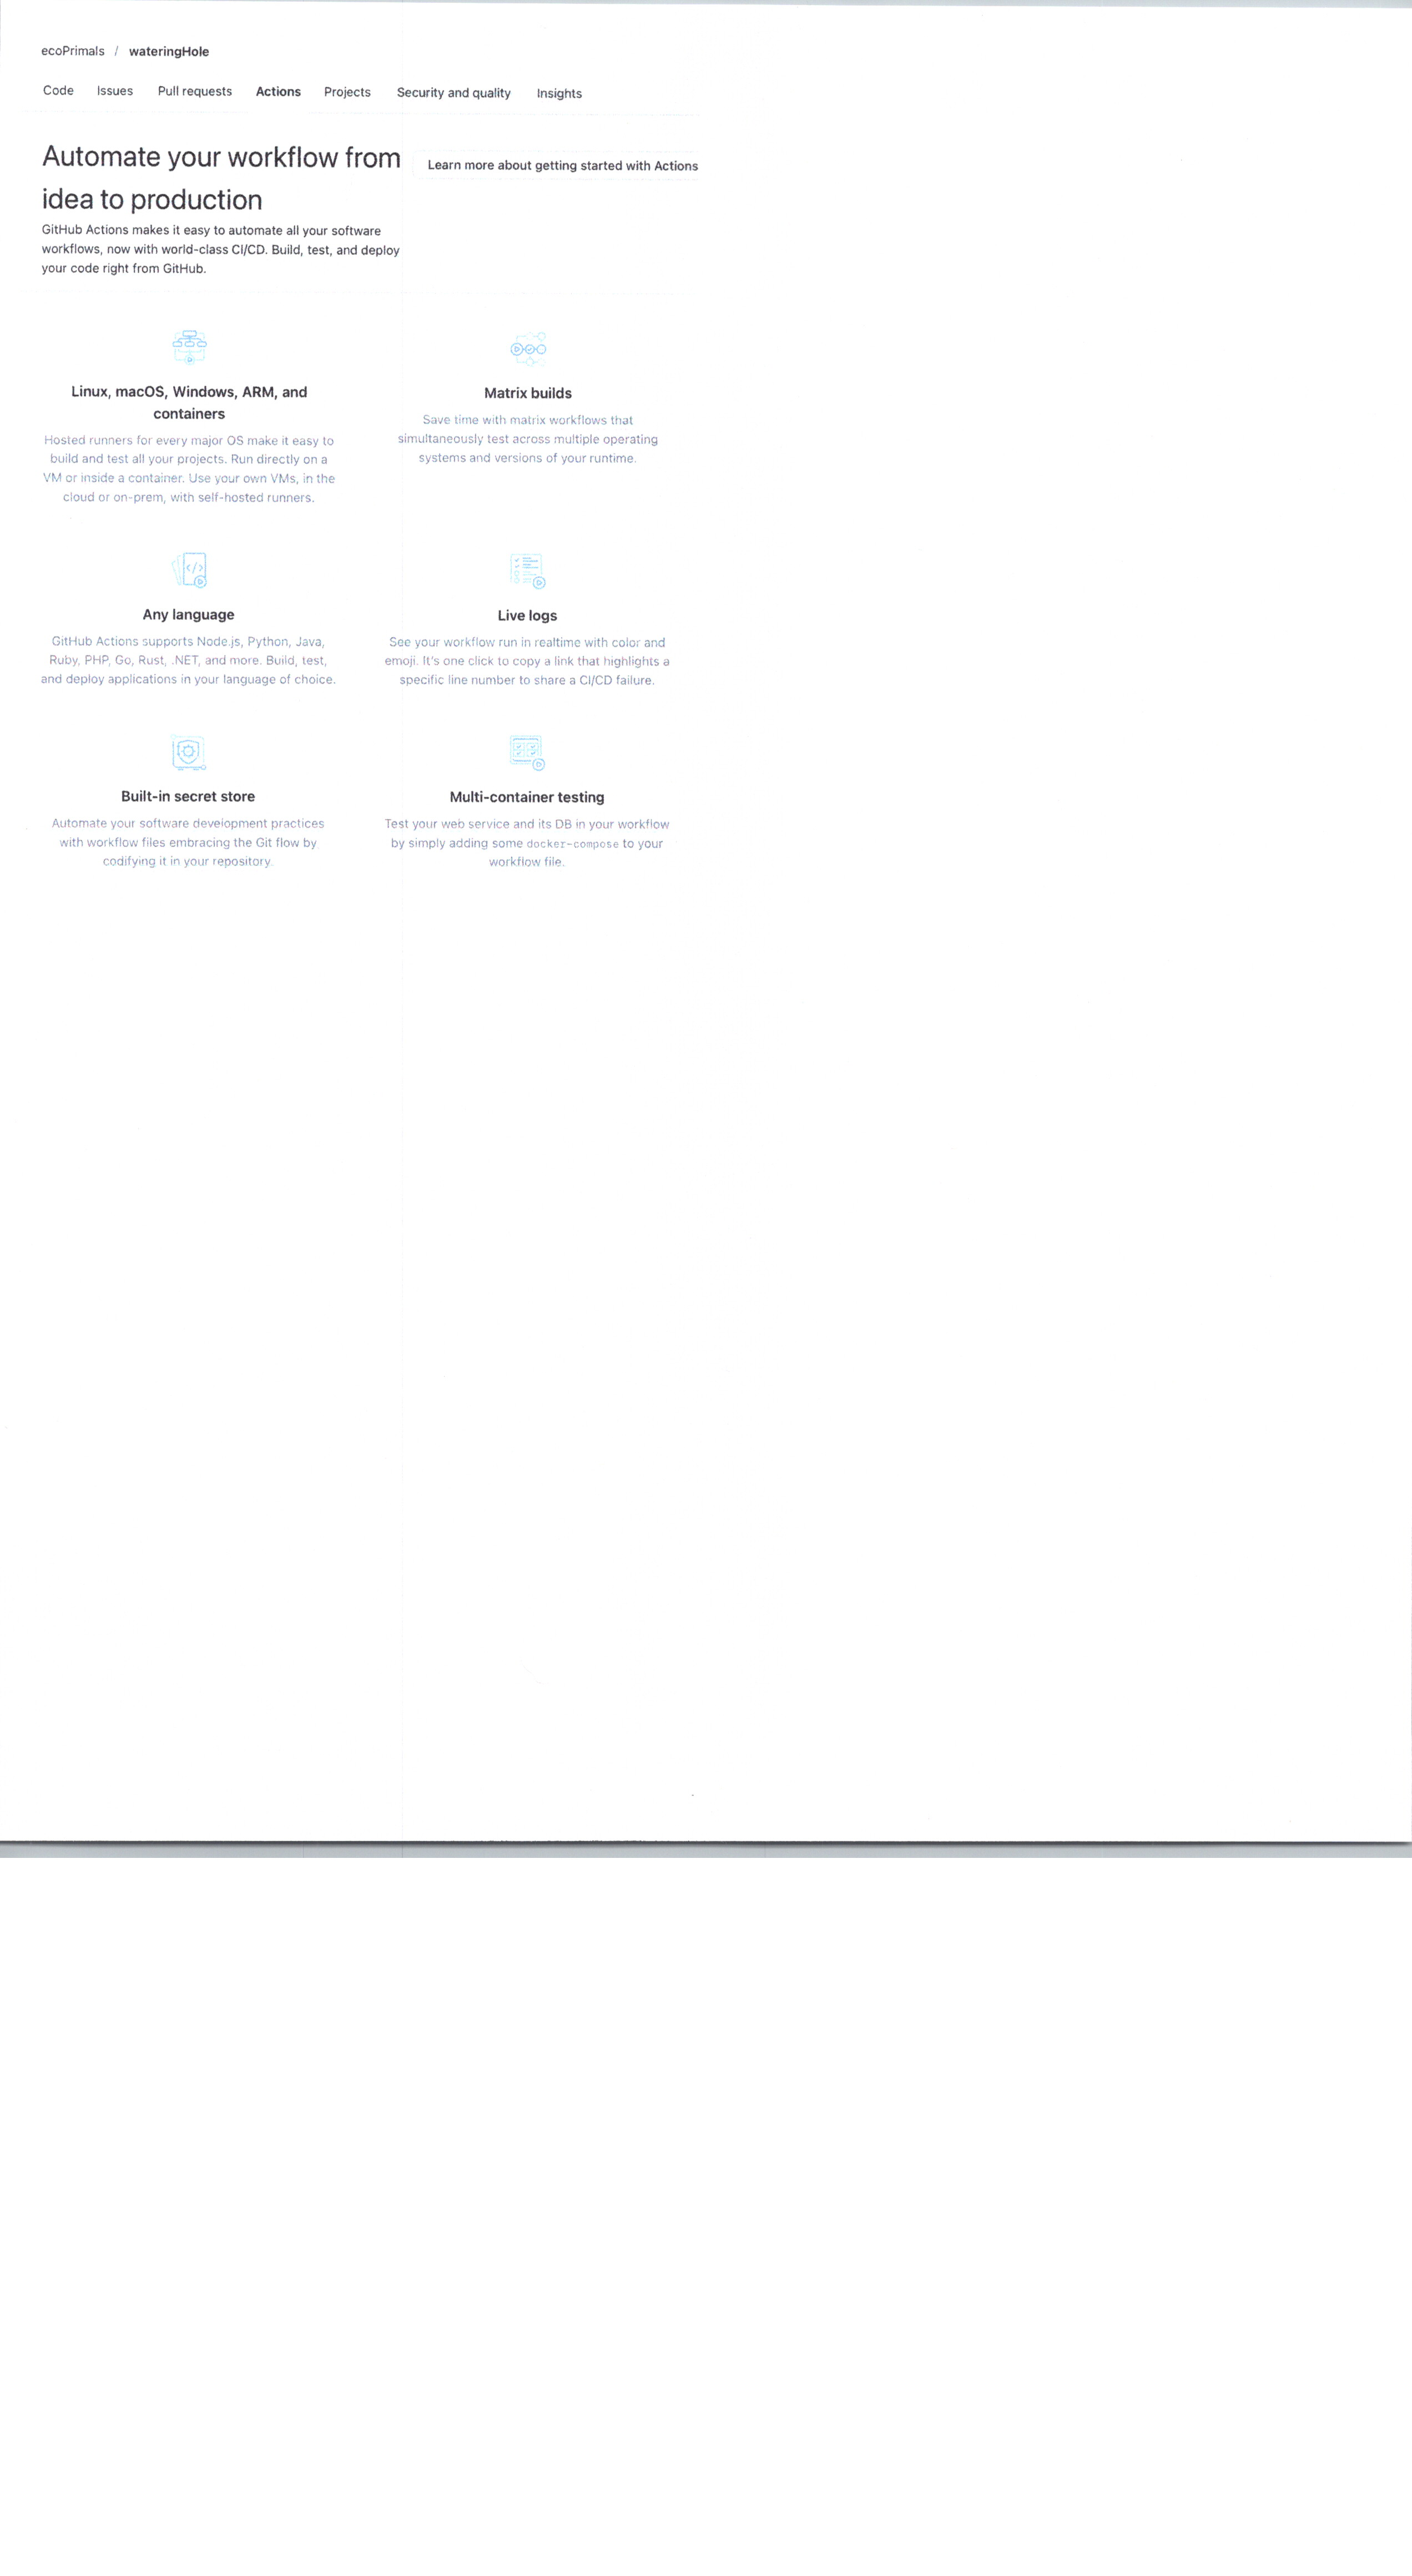 ecoPrimals / wateringHole
Code Issues Pull requests Actions Projects Security and quality Insights
Automate your workflow from
idea to production
Learn more about getting started with Actions
GitHub Actions makes it easy to automate all your software
workflows, now with world-class CI/CD. Build, test, and deploy
your code right from GitHub.
Linux, macOS, Windows, ARM, and
containers
Hosted runners for every major OS make it easy to
build and test all your projects. Run directly on a
VM or inside a container. Use your own VMs, in the
cloud or on-prem, with self-hosted runners.
Matrix builds
Save time with matrix workflows that
simultaneously test across multiple operating
systems and versions of your runtime.
Any language
GitHub Actions supports Node.js, Python, Java,
Ruby, PHP, Go, Rust, .NET, and more. Build, test,
and deploy applications in your language of choice.
Live logs
See your workflow run in realtime with color and
emoji. It's one click to copy a link that highlights a
specific line number to share a CI/CD failure.
Built-in secret store
Automate your software development practices
with workflow files embracing the Git flow by
codifying it in your repository.
Multi-container testing
Test your web service and its DB in your workflow
by simply adding some docker-compose to your
workflow file.